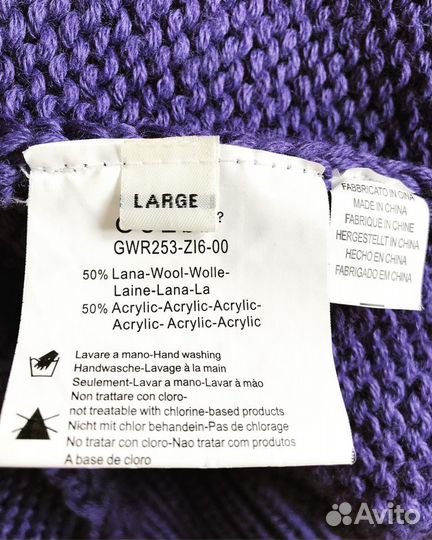 LARGE
?
GWR253-ZI6-00
50% Lana-Wool-Wolle-
Laine-Lana-La
50% Acrylic-Acrylic-Acrylic-
Acrylic- Acrylic-Acrylic
Lavare a mano-Hand washing
Handwasche-Lavage à la main
Seulement-Lavar a mano-Lavar à mào
Non trattare con cloro-
not treatable with chlorine-based products
Nicht mit chlor behandeln-Pas de chlorage
No tratar con cloro-Nao tratar com produtos
A base de cloro
FABBRICATO IN CINA
MADE IN CHINA
FABRIQUE IN CHINE
HERGESTELLT IN CHINA
HECHO EN CHINA
FABRIGADO EM CHINA
Avito